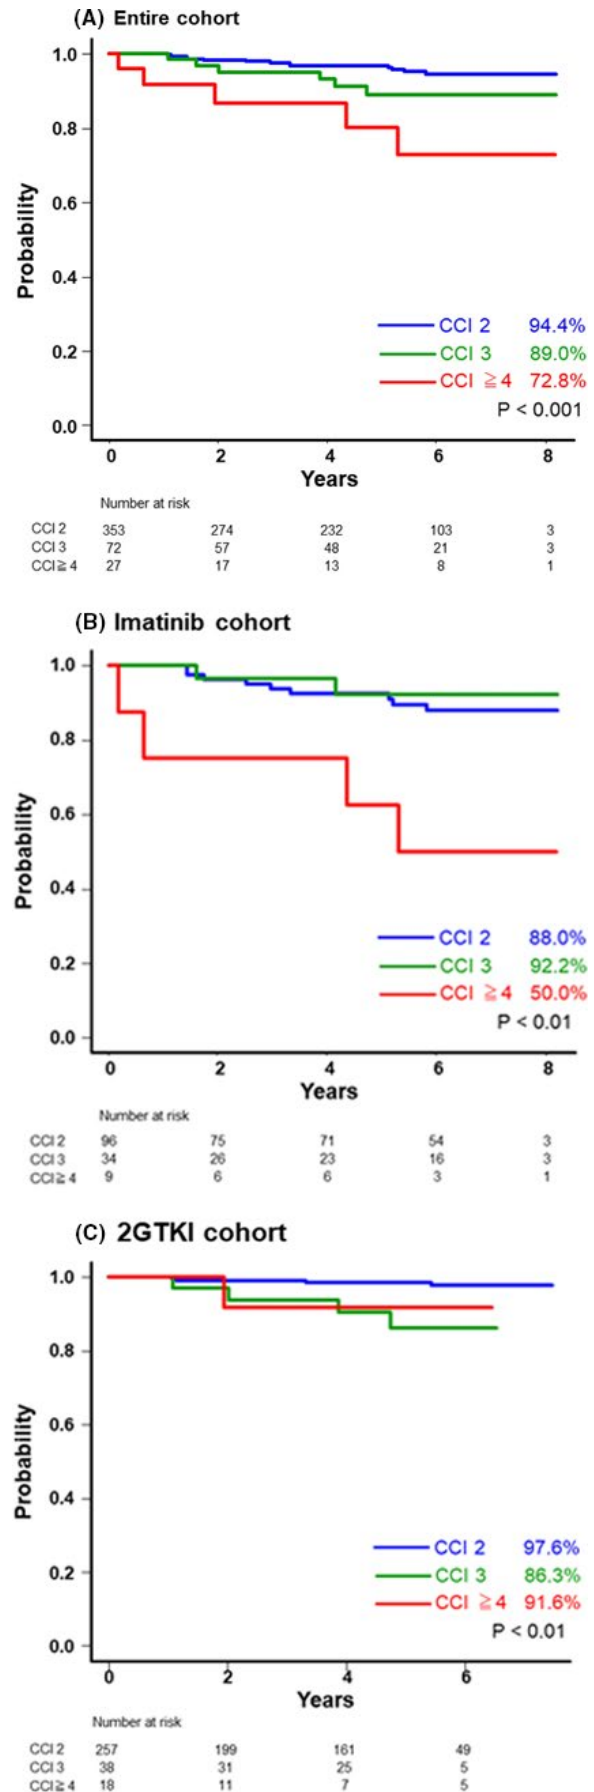 (A) Entire cohort
1.0
0.8
0.6
0.4
0.2
0.0
Probability
CCI 2 94.4%
CCI 3 89.0%
CCI ≧4 72.8%
P < 0.001
0 2 4 6 8
Years
Number at risk
CCI 2 353 274 232 103 3
CCI 3 72 57 48 21 3
CCI≧4 27 17 13 8 1
(B) Imatinib cohort
1.0
0.8
0.6
0.4
0.2
0.0
Probability
CCI 2 88.0%
CCI 3 92.2%
CCI ≧4 50.0%
P < 0.01
0 2 4 6 8
Years
Number at risk
CCI 2 96 75 71 54 3
CCI 3 34 26 23 16 3
CCI≧4 9 6 6 3 1
(C) 2GTKI cohort
1.0
0.8
0.6
0.4
0.2
0.0
Probability
CCI 2 97.6%
CCI 3 86.3%
CCI ≧4 91.6%
P < 0.01
0 2 4 6
Years
Number at risk
CCI 2 257 199 161 49
CCI 3 38 31 25 5
CCI≧4 18 11 7 5